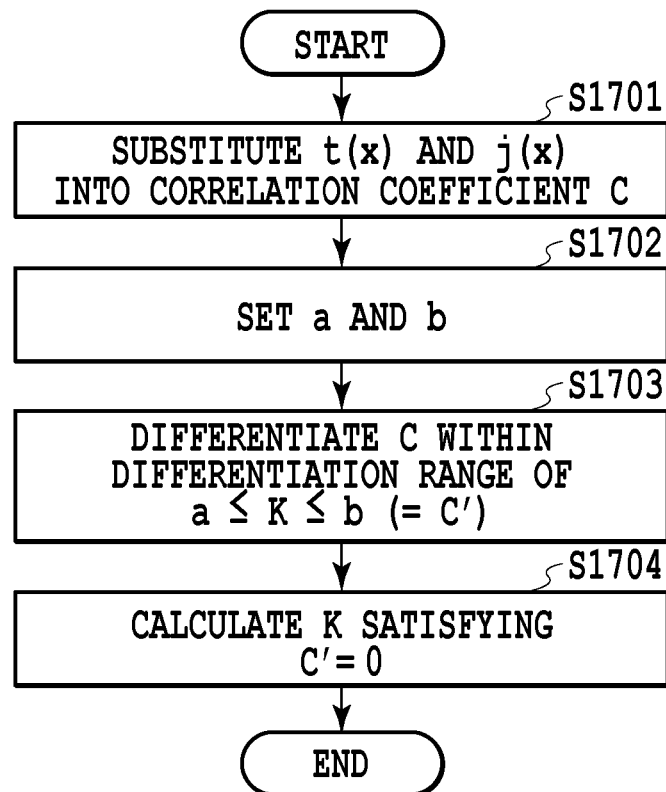 START
S1701
SUBSTITUTE t(x) AND j(x)
INTO CORRELATION COEFFICIENT C
S1702
SET a AND b
S1703
DIFFERENTIATE C WITHIN
DIFFERENTIATION RANGE OF
a ≤ K ≤ b (= C′)
S1704
CALCULATE K SATISFYING
C′= 0
END